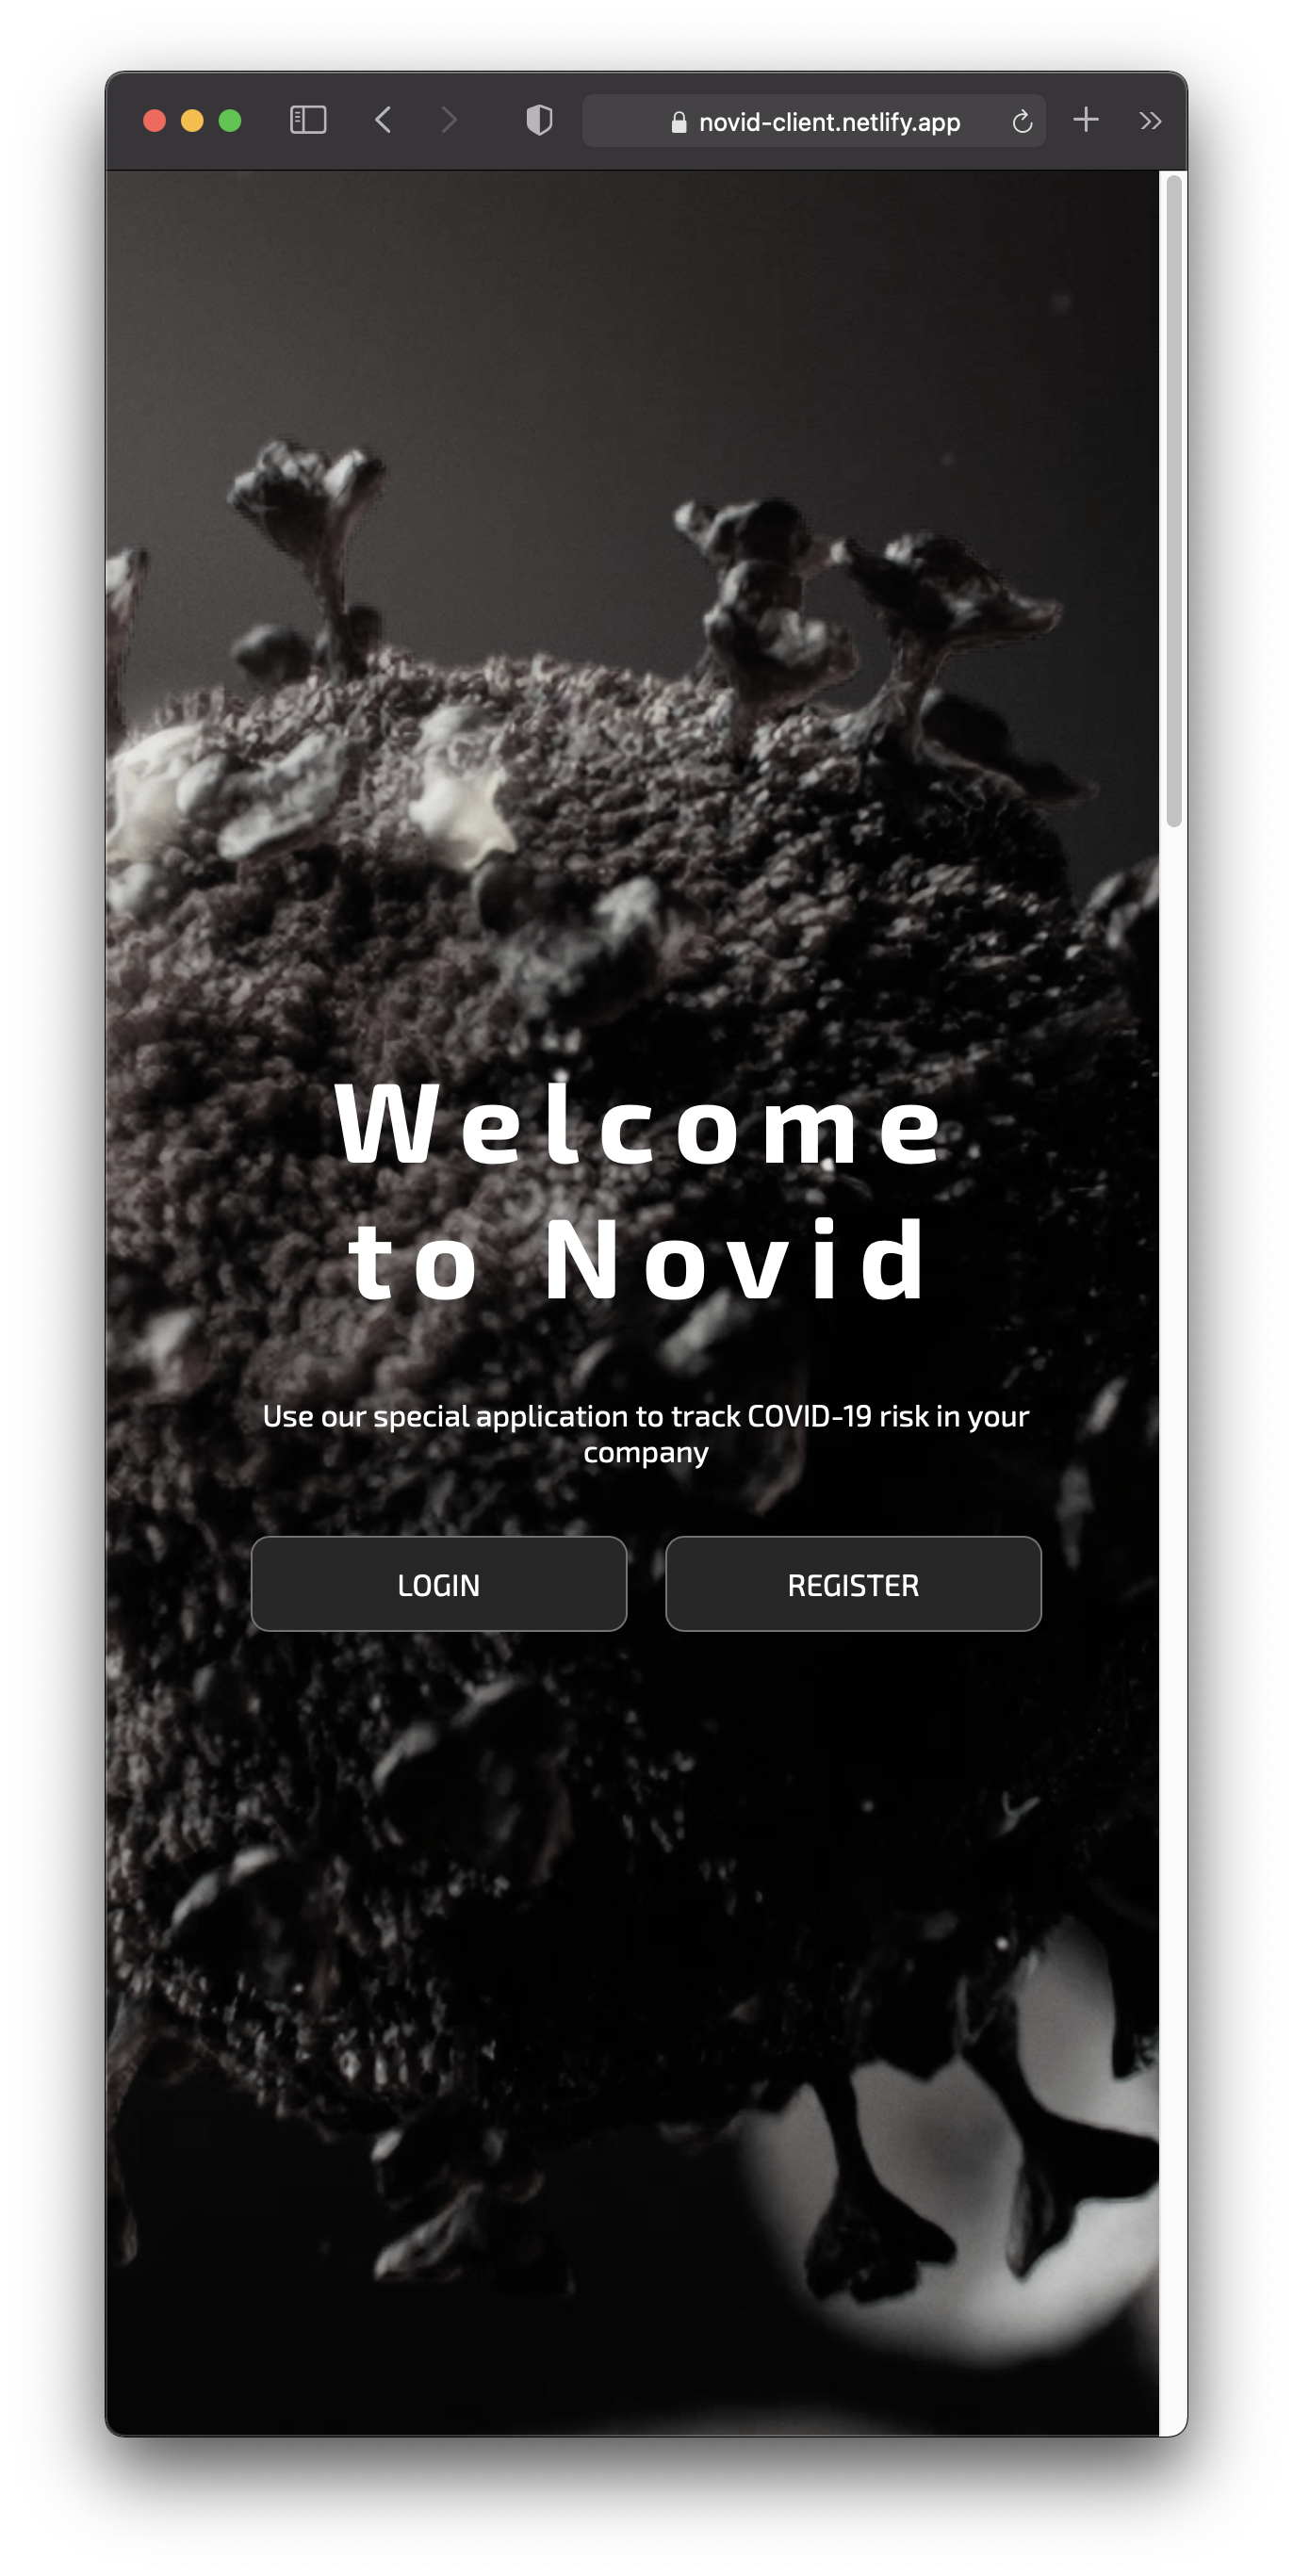 novid-client.netlify.app
Welcome
to Novid
Use our special application to track COVID-19 risk in your
company
LOGIN
REGISTER